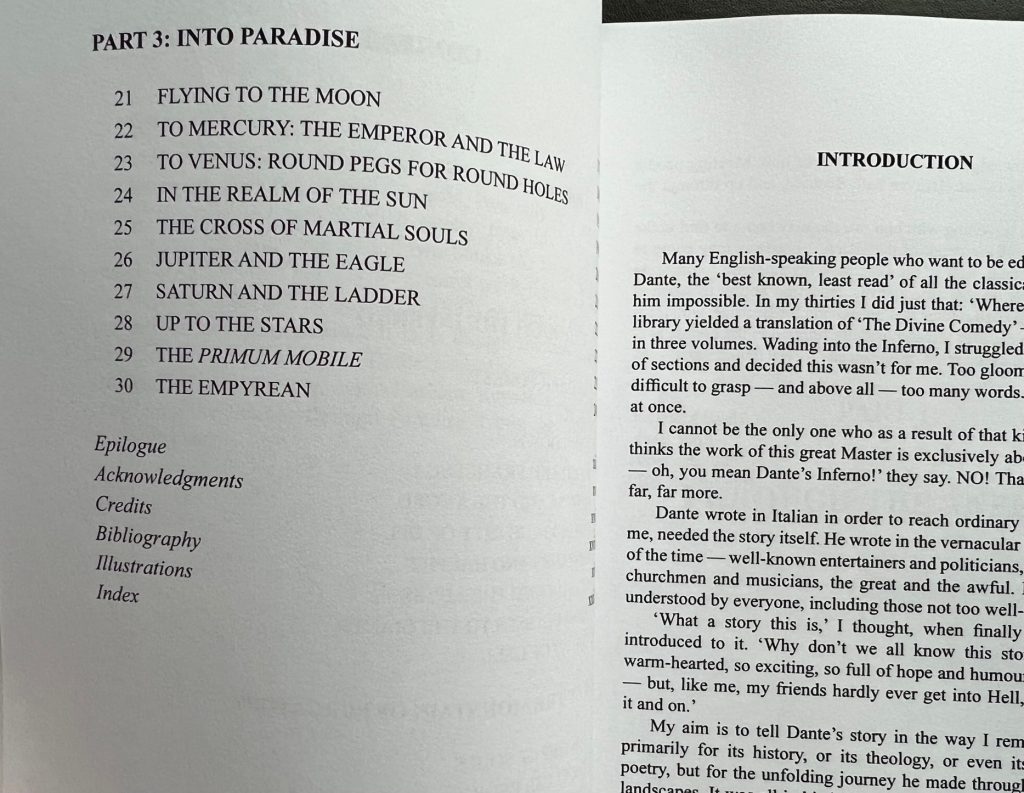 PART 3: INTO PARADISE
21 FLYING TO THE MOON
22 TO MERCURY: THE EMPEROR AND THE LAW
23 TO VENUS: ROUND PEGS FOR ROUND HOLES
24 IN THE REALM OF THE SUN
25 THE CROSS OF MARTIAL SOULS
26 JUPITER AND THE EAGLE
27 SATURN AND THE LADDER
28 UP TO THE STARS
29 THE PRIMUM MOBILE
30 THE EMPYREAN
Epilogue
Acknowledgments
Credits
Bibliography
Illustrations
Index
INTRODUCTION
Many English-speaking people who want to be ed
Dante, the ‘best known, least read’ of all the classica
him impossible. In my thirties I did just that: ‘Where
library yielded a translation of ‘The Divine Comedy’ –
in three volumes. Wading into the Inferno, I struggled
of sections and decided this wasn’t for me. Too gloom
difficult to grasp — and above all — too many words.
at once.
I cannot be the only one who as a result of that ki
thinks the work of this great Master is exclusively abo
— oh, you mean Dante’s Inferno!’ they say. NO! Tha
far, far more.
Dante wrote in Italian in order to reach ordinary
me, needed the story itself. He wrote in the vernacular
of the time — well-known entertainers and politicians,
churchmen and musicians, the great and the awful.
understood by everyone, including those not too well-
‘What a story this is,’ I thought, when finally
introduced to it. ‘Why don’t we all know this sto
warm-hearted, so exciting, so full of hope and humou
— but, like me, my friends hardly ever get into Hell,
it and on.’
My aim is to tell Dante’s story in the way I rem
primarily for its history, or its theology, or even its
poetry, but for the unfolding journey he made through
landscapes. It was all